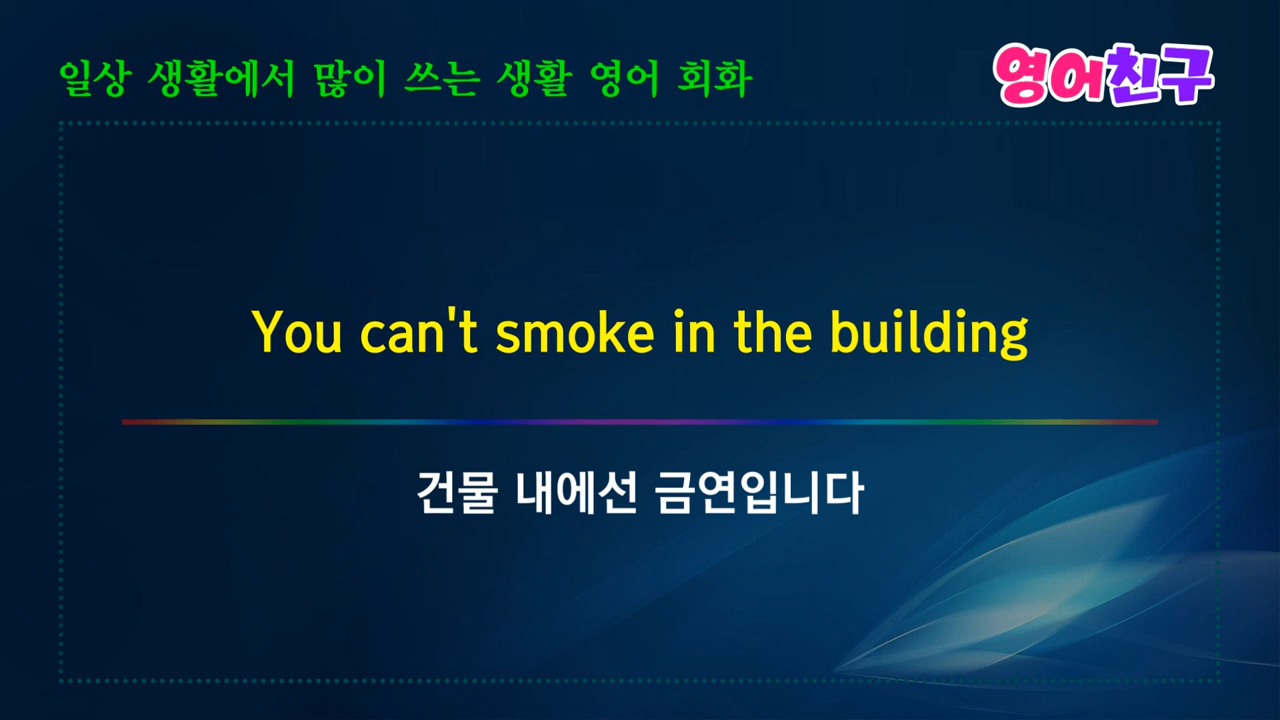 일상 생활에서 많이 쓰는 생활 영어 회화
영어친구
You can't smoke in the building
건물 내에선 금연입니다